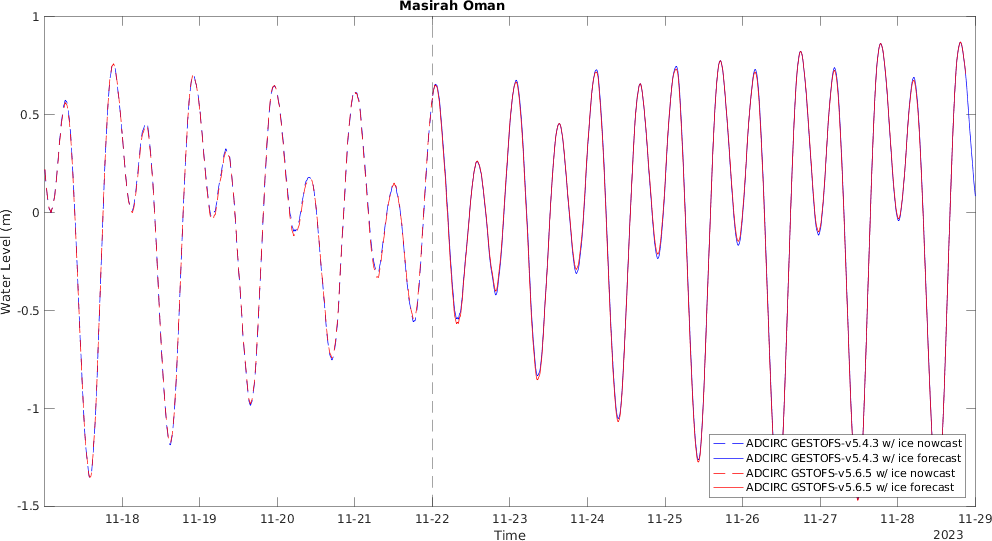 Masirah Oman
Water Level (m)
1
0.5
0
-0.5
-1
-1.5
ADCIRC GESTOFS-v5.4.3 w/ ice nowcast
ADCIRC GESTOFS-v5.4.3 w/ ice forecast
ADCIRC GSTOFS-v5.6.5 w/ ice nowcast
ADCIRC GSTOFS-v5.6.5 w/ ice forecast
11-18 11-19 11-20 11-21 11-22 11-23 11-24 11-25 11-26 11-27 11-28 11-29
Time
2023